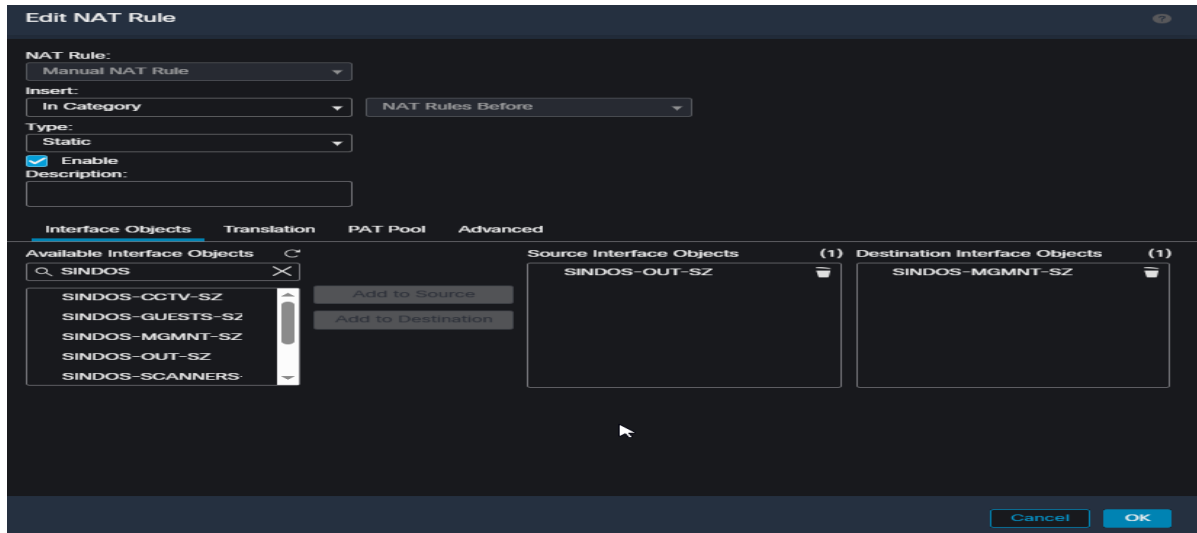 Edit NAT Rule
?
NAT Rule:
Manual NAT Rule
Insert:
In Category NAT Rules Before
Type:
Static
Enable
Description:
Interface Objects Translation PAT Pool Advanced
Available Interface Objects Source Interface Objects (1) Destination Interface Objects (1)
SINDOS SINDOS-OUT-SZ SINDOS-MGMNT-SZ
SINDOS-CCTV-SZ Add to Source
SINDOS-GUESTS-SZ Add to Destination
SINDOS-MGMNT-SZ
SINDOS-OUT-SZ
SINDOS-SCANNERS-
Cancel OK